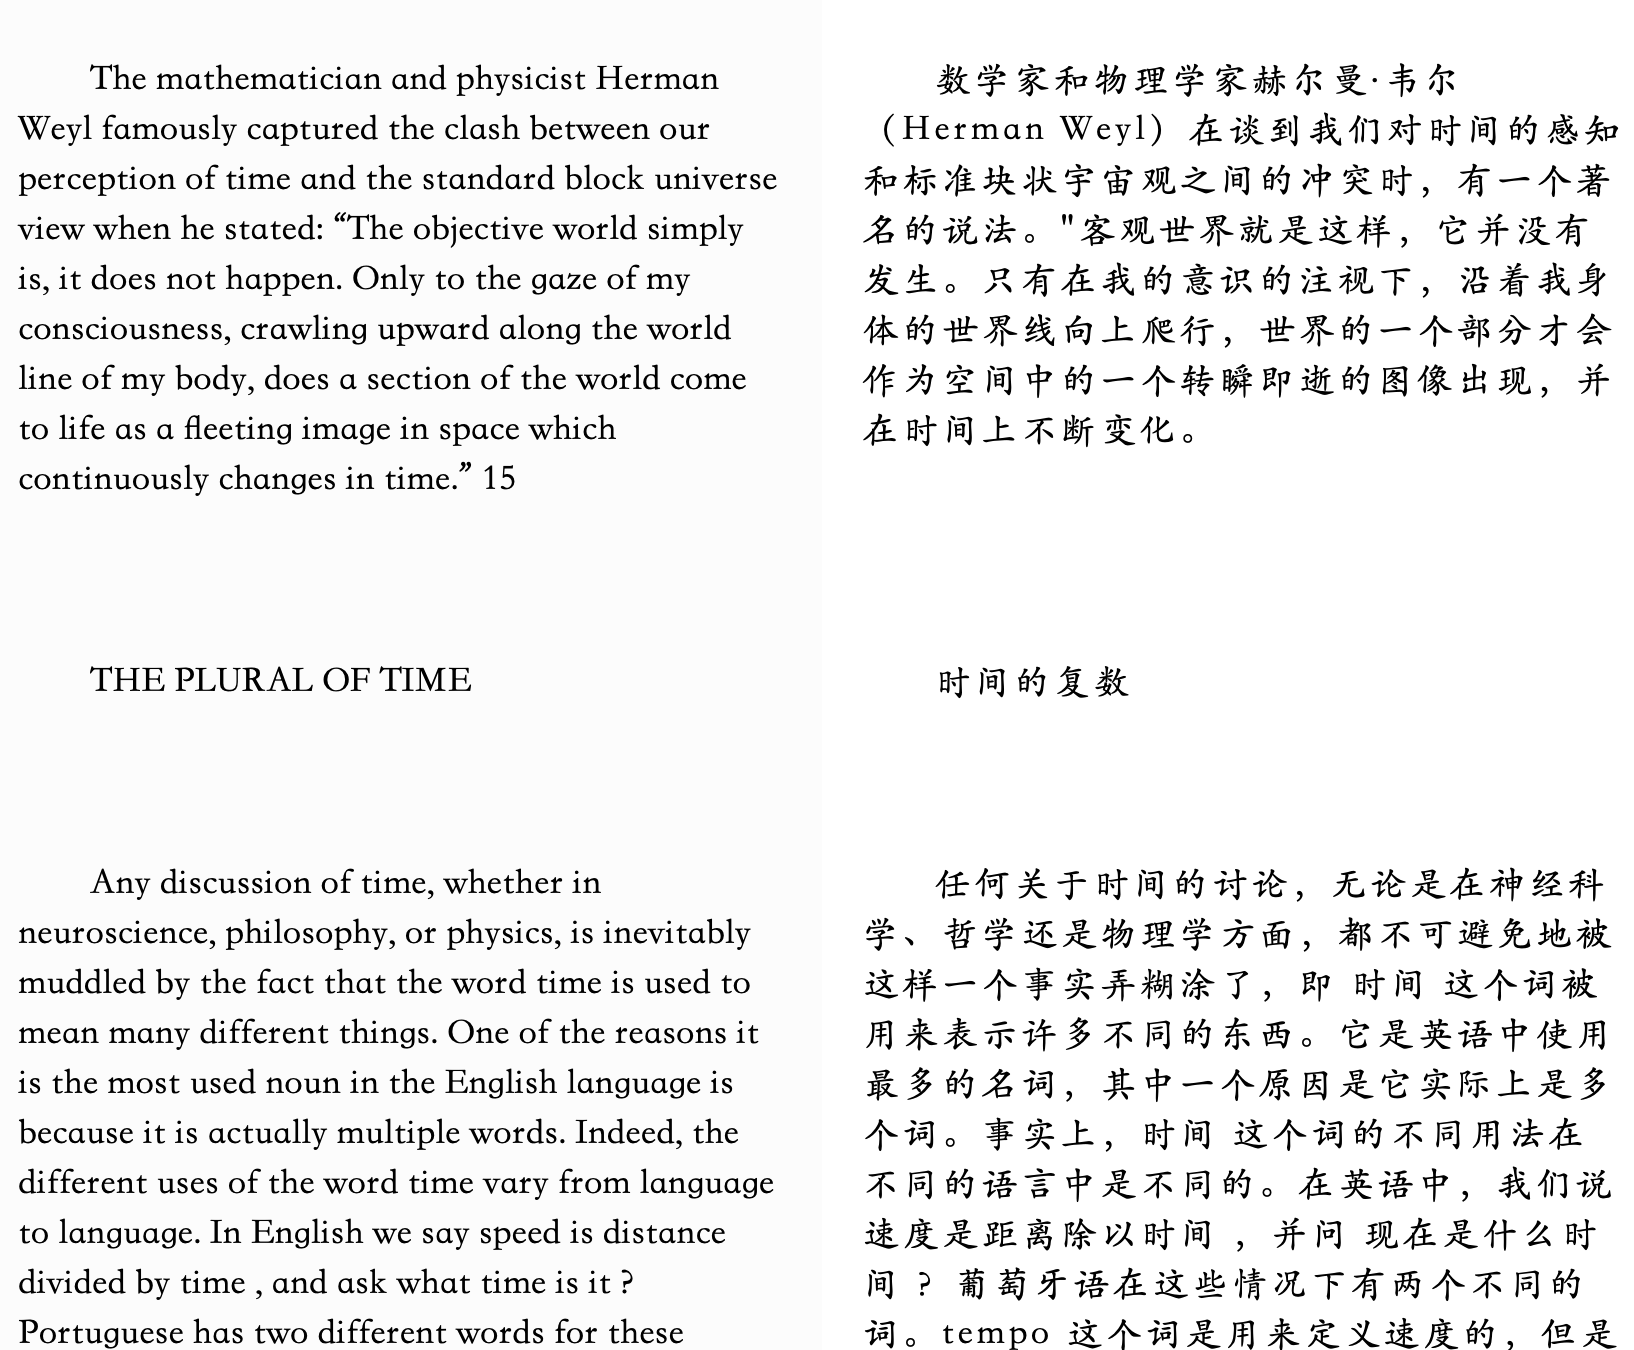 The mathematician and physicist Herman
Weyl famously captured the clash between our
perception of time and the standard block universe
view when he stated: “The objective world simply
is, it does not happen. Only to the gaze of my
consciousness, crawling upward along the world
line of my body, does a section of the world come
to life as a fleeting image in space which
continuously changes in time.” 15
THE PLURAL OF TIME
Any discussion of time, whether in
neuroscience, philosophy, or physics, is inevitably
muddled by the fact that the word time is used to
mean many different things. One of the reasons it
is the most used noun in the English language is
because it is actually multiple words. Indeed, the
different uses of the word time vary from language
to language. In English we say speed is distance
divided by time , and ask what time is it ?
Portuguese has two different words for these
数学家和物理学家赫尔曼·韦尔
（Herman Weyl）在谈到我们对时间的感知
和标准块状宇宙观之间的冲突时，有一个著
名的说法。"客观世界就是这样，它并没有
发生。只有在我的意识的注视下，沿着我身
体的世界线向上爬行，世界的一个部分才会
作为空间中的一个转瞬即逝的图像出现，并
在时间上不断变化。
时间的复数
任何关于时间的讨论，无论是在神经科
学、哲学还是物理学方面，都不可避免地被
这样一个事实弄糊涂了，即 时间 这个词被
用来表示许多不同的东西。它是英语中使用
最多的名词，其中一个原因是它实际上是多
个词。事实上，时间 这个词的不同用法在
不同的语言中是不同的。在英语中，我们说
速度是距离除以时间 ，并问 现在是什么时
间 ？葡萄牙语在这些情况下有两个不同的
词。tempo 这个词是用来定义速度的，但是